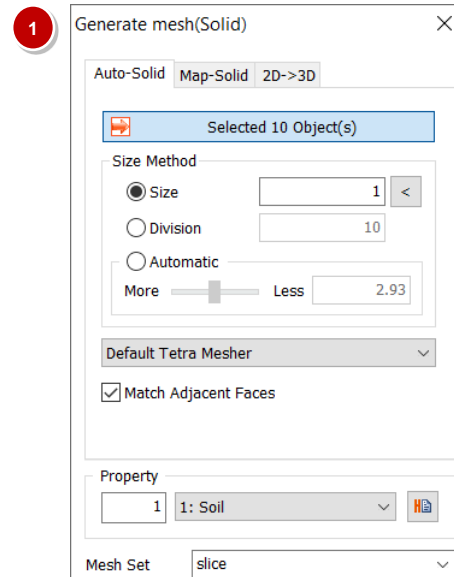 1
Generate mesh(Solid)
Auto-Solid Map-Solid 2D->3D
Selected 10 Object(s)
Size Method
Size 1 <
Division 10
Automatic
More Less 2.93
Default Tetra Mesher
Match Adjacent Faces
Property
1 1: Soil
Mesh Set slice